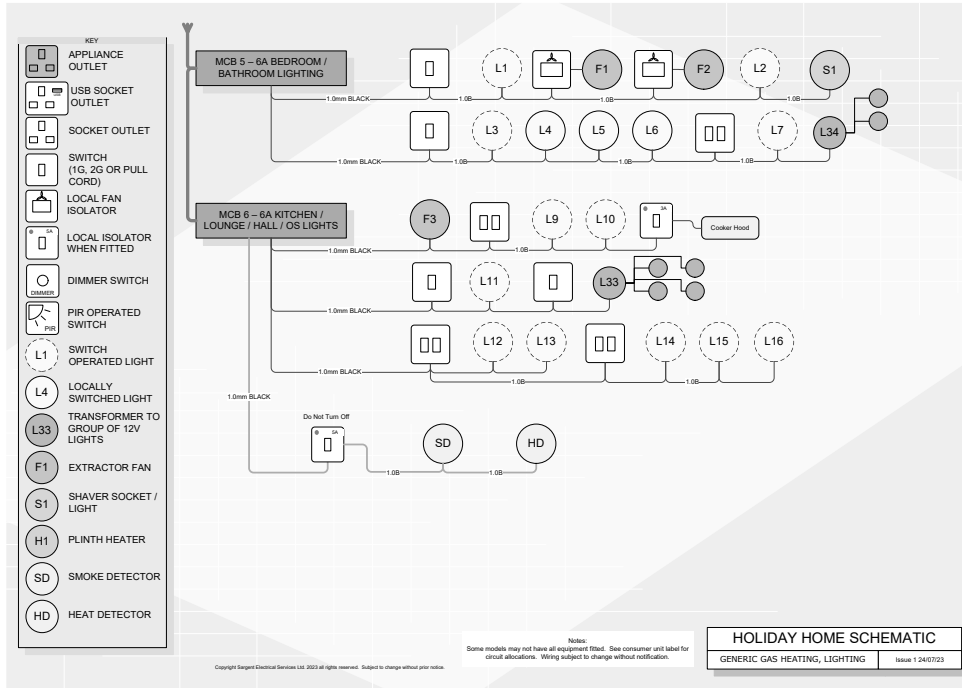 KEY
APPLIANCE
OUTLET
USB SOCKET
OUTLET
SOCKET OUTLET
SWITCH
(1G, 2G OR PULL
CORD)
LOCAL FAN
ISOLATOR
5A
LOCAL ISOLATOR
WHEN FITTED
DIMMER
DIMMER SWITCH
PIR
PIR OPERATED
SWITCH
L1
SWITCH
OPERATED LIGHT
L4
LOCALLY
SWITCHED LIGHT
L33
TRANSFORMER TO
GROUP OF 12V
LIGHTS
F1
EXTRACTOR FAN
S1
SHAVER SOCKET /
LIGHT
H1
PLINTH HEATER
SD
SMOKE DETECTOR
HD
HEAT DETECTOR
MCB 5 – 6A BEDROOM /
BATHROOM LIGHTING
L1 F1 F2 L2 S1
1.0mm BLACK 1.0B 1.0B 1.0B
L3 L4 L5 L6 L7 L34
1.0mm BLACK 1.0B 1.0B 1.0B
MCB 6 – 6A KITCHEN /
LOUNGE / HALL / OS LIGHTS
F3 L9 L10 5A Cooker Hood
1.0mm BLACK 1.0B
L11 L33
1.0mm BLACK
L12 L13 L14 L15 L16
1.0mm BLACK 1.0B 1.0B
1.0mm BLACK
Do Not Turn Off
5A SD HD
1.0B 1.0B
Notes:
Some models may not have all equipment fitted. See consumer unit label for
circuit allocations. Wiring subject to change without notification.
Copyright Sargent Electrical Services Ltd. 2023 all rights reserved. Subject to change without prior notice.
HOLIDAY HOME SCHEMATIC
GENERIC GAS HEATING, LIGHTING
Issue 1 24/07/23